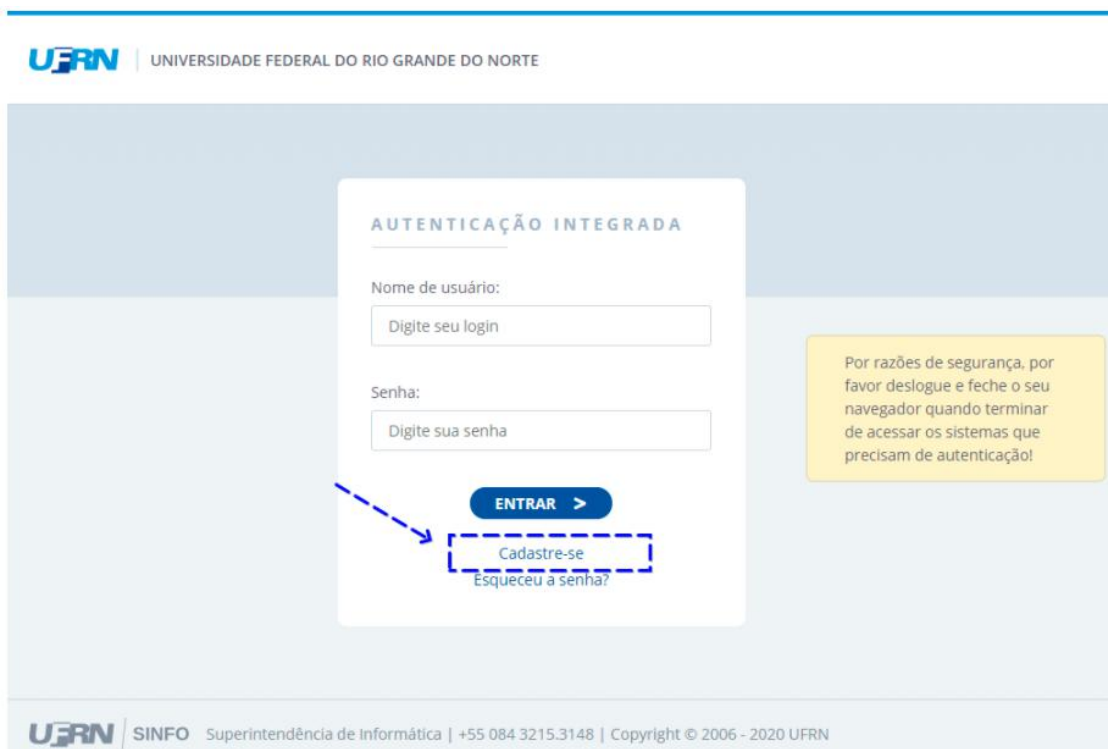 UFRN UNIVERSIDADE FEDERAL DO RIO GRANDE DO NORTE
AUTENTICAÇÃO INTEGRADA
Nome de usuário:
Digite seu login
Senha:
Digite sua senha
ENTRAR >
Cadastre-se
Esqueceu a senha?
Por razões de segurança, por
favor deslogue e feche o seu
navegador quando terminar
de acessar os sistemas que
precisam de autenticação!
UFRN SINFO Superintendência de Informática | +55 084 3215.3148 | Copyright © 2006 - 2020 UFRN